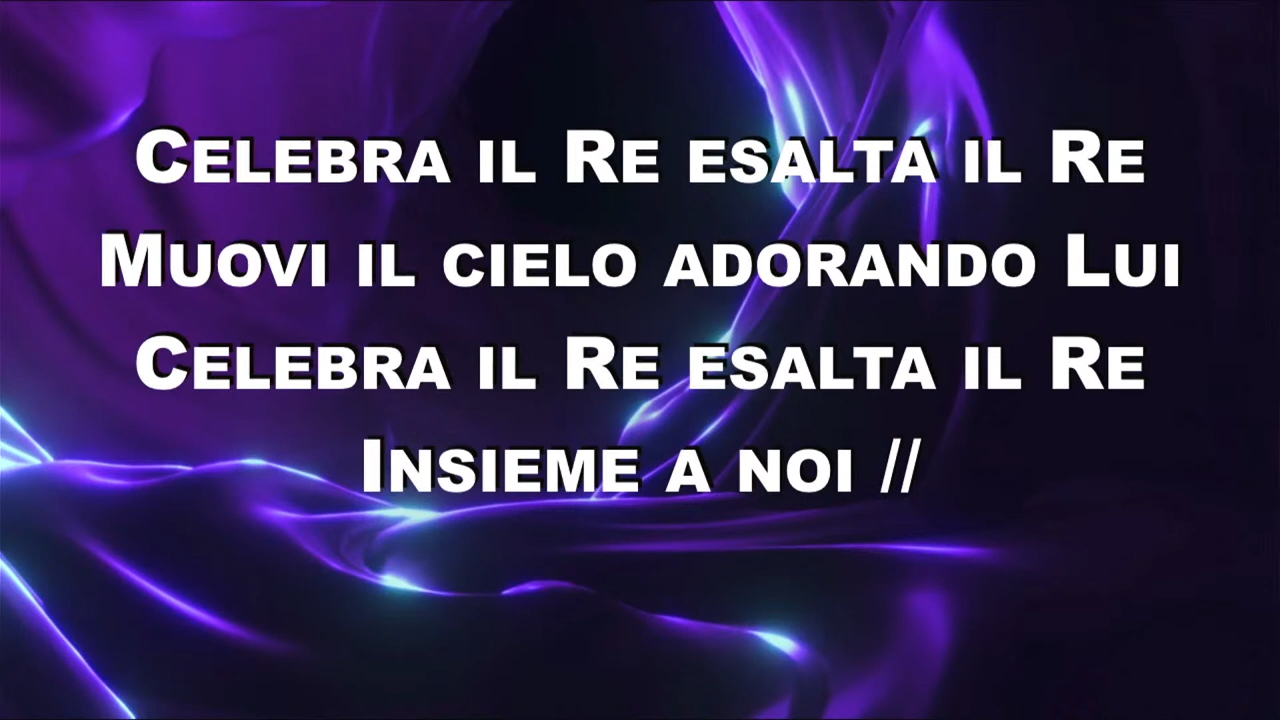 Celebra il Re esalta il Re
Muovi il cielo adorando Lui
Celebra il Re esalta il Re
Insieme a noi //